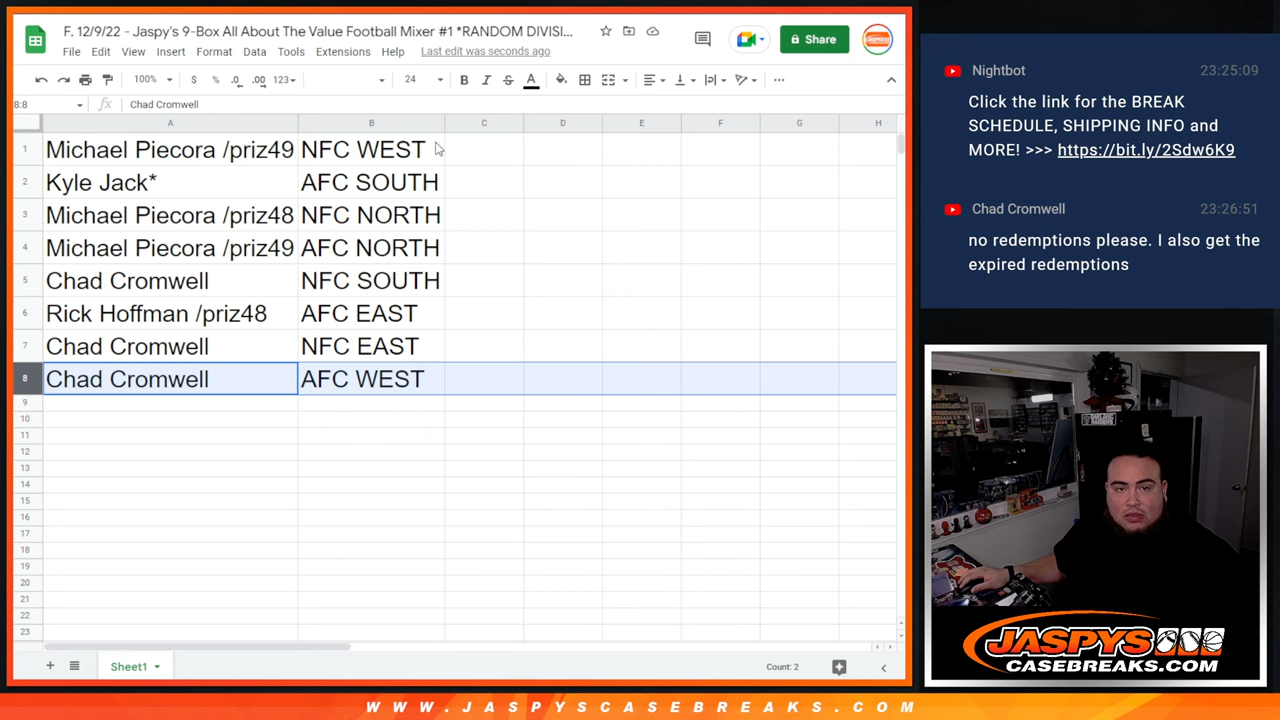 F. 12/9/22 - Jaspy's 9-Box All About The Value Football Mixer #1 *RANDOM DIVISI...
Share
File Edit View Insert Format Data Tools Extensions Help Last edit was seconds ago
100% $ % .0 .00 123 24 B I S A
8:8 fx Chad Cromwell
A B C D E F G H
1 Michael Piecora /priz49 NFC WEST
2 Kyle Jack* AFC SOUTH
3 Michael Piecora /priz48 NFC NORTH
4 Michael Piecora /priz49 AFC NORTH
5 Chad Cromwell NFC SOUTH
6 Rick Hoffman /priz48 AFC EAST
7 Chad Cromwell NFC EAST
8 Chad Cromwell AFC WEST
9
10
11
12
13
14
15
16
17
18
19
20
21
22
23
Sheet1 Count: 2
Nightbot 23:25:09
Click the link for the BREAK
SCHEDULE, SHIPPING INFO and
MORE! >>> https://bit.ly/2Sdw6K9
Chad Cromwell 23:26:51
no redemptions please. I also get the
expired redemptions
JASPYS
CASEBREAKS.COM
WWW.JASPYSCASEBREAKS.COM